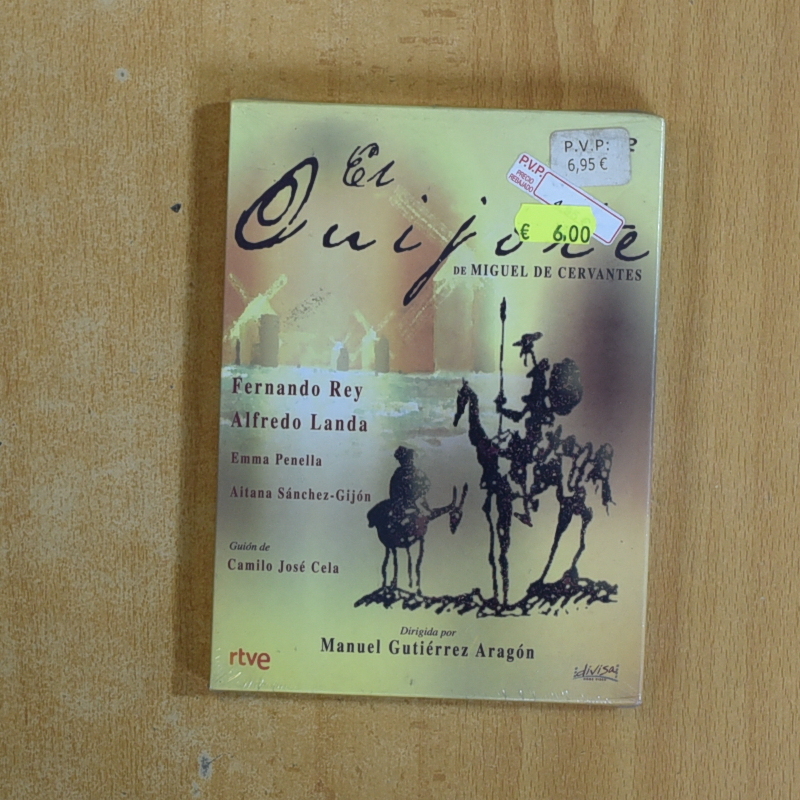 P.V.P:
6,95 €
P.V.P.
PRECIO
REBAJADO
€ 6,00
El
Quijote
DE MIGUEL DE CERVANTES
Fernando Rey
Alfredo Landa
Emma Penella
Aitana Sánchez-Gijón
Guión de
Camilo José Cela
Dirigida por
Manuel Gutiérrez Aragón
rtve
divisa